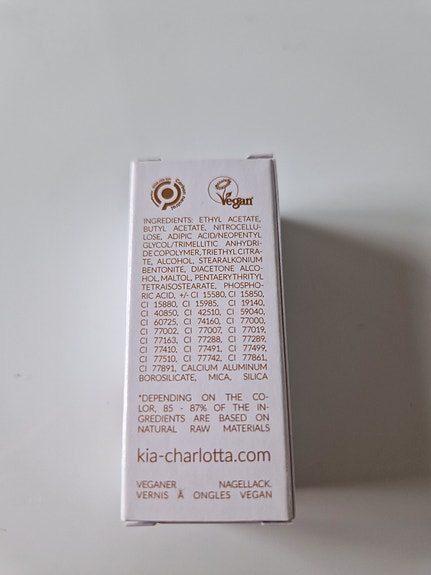 Vegan
INGREDIENTS: ETHYL ACETATE,
BUTYL ACETATE, NITROCELLU-
LOSE, ADIPIC ACID/NEOPENTYL
GLYCOL/TRIMELLITIC ANHYDRI-
DE COPOLYMER, TRIETHYL CITRA-
TE, ALCOHOL, STEARALKONIUM
BENTONITE, DIACETONE ALCO-
HOL, MALTOL, PENTAERYTHRITYL
TETRAISOSTEARATE, PHOSPHO-
RIC ACID, +/- CI 15580, CI 15850,
CI 15880, CI 15985, CI 19140,
CI 40850, CI 42510, CI 59040,
CI 60725, CI 74160, CI 77000,
CI 77002, CI 77007, CI 77019,
CI 77163, CI 77288, CI 77289,
CI 77410, CI 77491, CI 77499,
CI 77510, CI 77742, CI 77861,
CI 77891, CALCIUM ALUMINUM
BOROSILICATE, MICA, SILICA
*DEPENDING ON THE CO-
LOR, 85 - 87% OF THE IN-
GREDIENTS ARE BASED ON
NATURAL RAW MATERIALS
kia-charlotta.com
VEGANER NAGELLACK.
VERNIS À ONGLES VEGAN